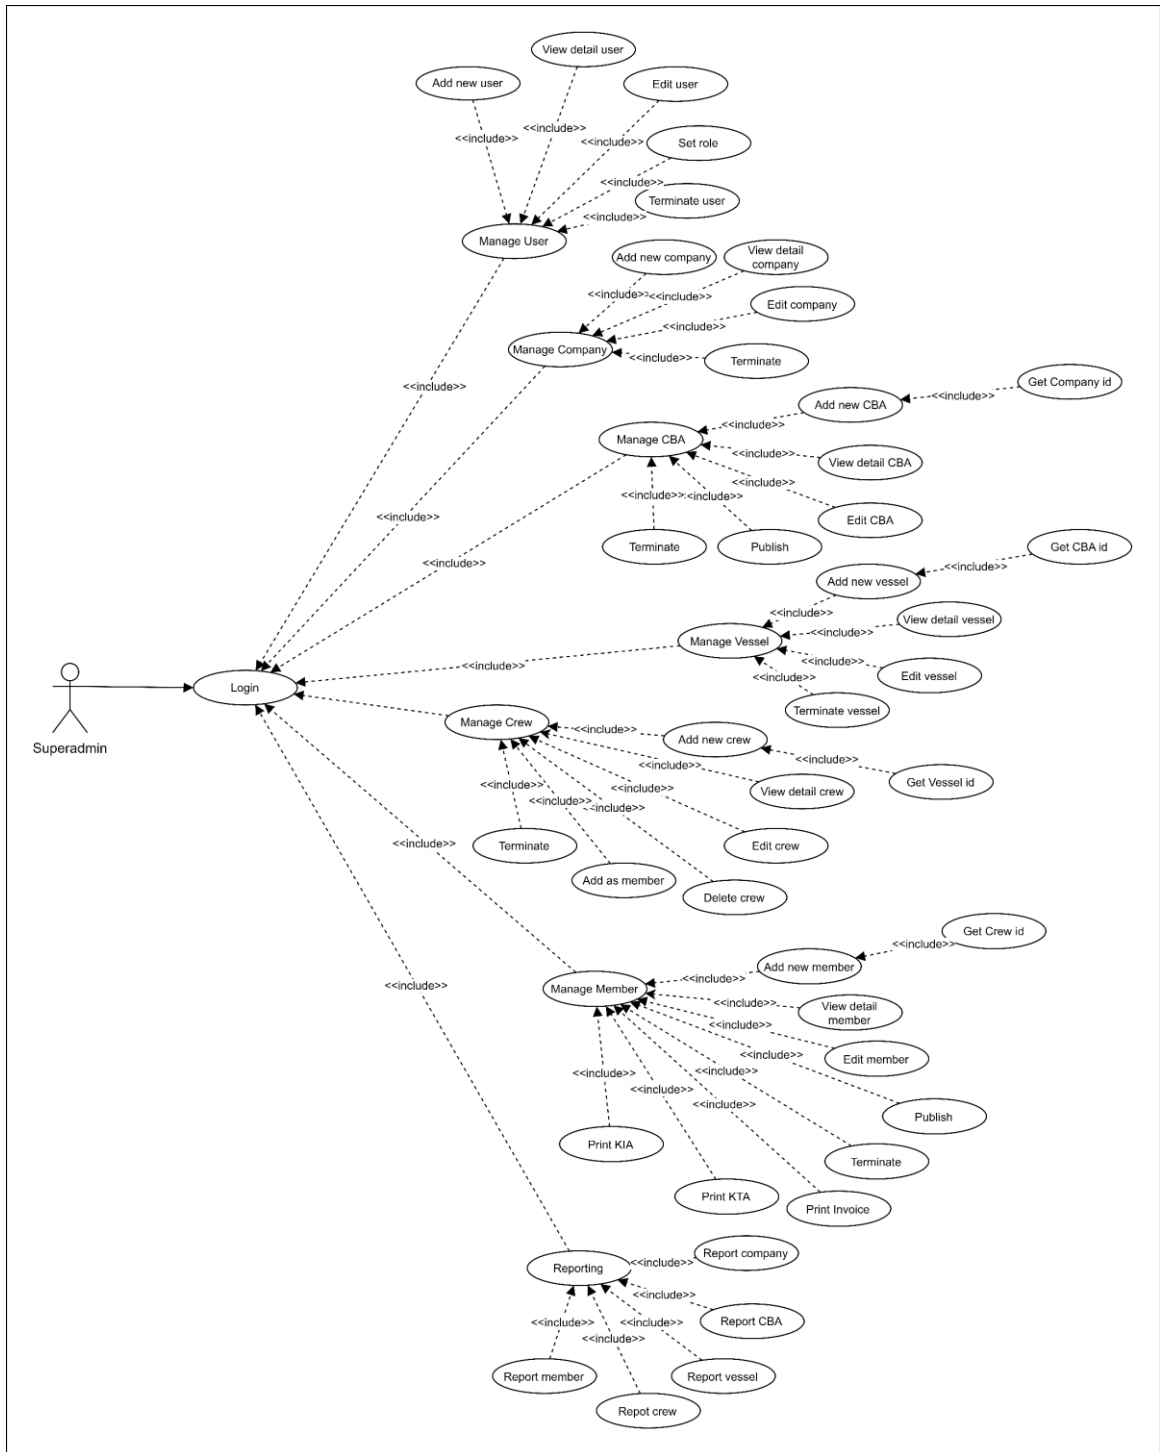 View detail user
Add new user
Edit user
<<include>>
<<include>>
<<include>>
Set role
<<include>>
Terminate user
<<include>>
Manage User
Add new company
View detail
company
<<include>>
<<include>>
Edit company
<<include>>
Manage Company
<<include>>
Terminate
<<include>>
Get Company id
<<include>>
Add new CBA
<<include>>
Manage CBA
<<include>>
View detail CBA
<<include>>
<<include>>
<<include>>
<<include>>
Edit CBA
Terminate
Publish
Get CBA id
<<include>>
<<include>>
Add new vessel
<<include>>
View detail vessel
<<include>>
Manage Vessel
<<include>>
<<include>>
Edit vessel
Login
<<include>>
Terminate vessel
Superadmin
Manage Crew
<<include>>
Add new crew
<<include>>
<<include>>
Get Vessel id
View detail crew
<<include>>
<<include>>
<<include>>
<<include>>
Terminate
Edit crew
Add as member
Delete crew
Get Crew id
<<include>>
Add new member
<<include>>
<<include>>
Manage Member
<<include>>
View detail
member
<<include>>
Edit member
<<include>>
<<include>>
<<include>>
<<include>>
<<include>>
Publish
Print KIA
Terminate
Print KTA
Print Invoice
Report company
<<include>>
Reporting
<<include>>
Report CBA
<<include>>
<<include>>
<<include>>
Report member
Report vessel
Repot crew